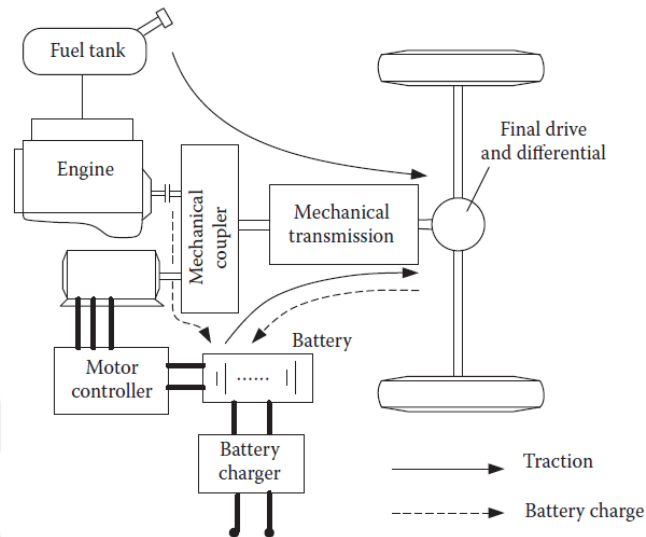 Fuel tank
Final drive
and differential
Engine
Mechanical
coupler
Mechanical
transmission
Battery
Motor
controller
Battery
charger
Traction
Battery charge